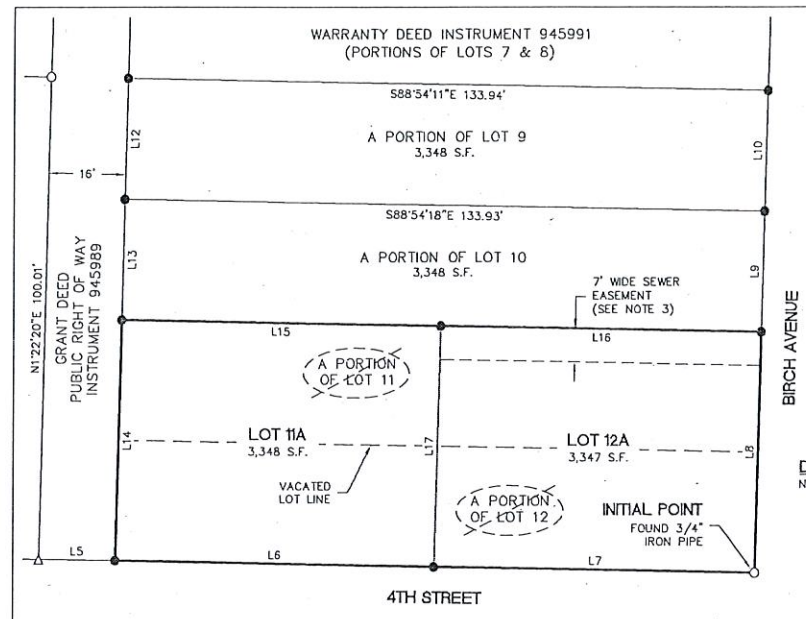 WARRANTY DEED INSTRUMENT 945991
(PORTIONS OF LOTS 7 & 8)
S88°54'11"E 133.94'
L12
A PORTION OF LOT 9
3,348 S.F.
L10
16'
S88°54'18"E 133.93'
N1°22'20"E 100.01'
GRANT DEED
PUBLIC RIGHT OF WAY
INSTRUMENT 945989
L13
A PORTION OF LOT 10
3,348 S.F.
L9
7' WIDE SEWER
EASEMENT
(SEE NOTE 3)
BIRCH AVENUE
L15
L16
A PORTION
OF LOT 11
L14
LOT 11A
3,348 S.F.
L17
LOT 12A
3,347 S.F.
L8
VACATED
LOT LINE
A PORTION
OF LOT 12
INITIAL POINT
FOUND 3/4"
IRON PIPE
L5
L6
L7
4TH STREET